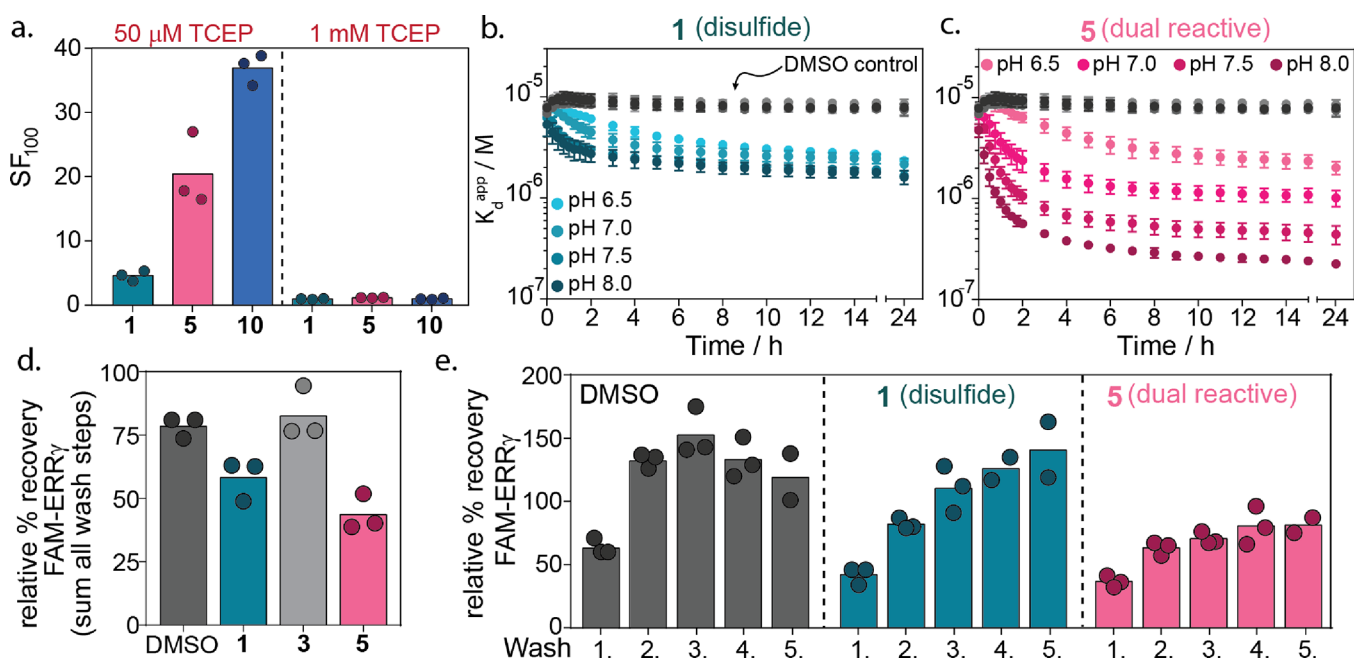 a.
50 μM TCEP 1 mM TCEP
SF100
40
30
20
10
0
1 5 10 1 5 10
b.
1 (disulfide)
DMSO control
Kd app / M
10-5
10-6
10-7
pH 6.5
pH 7.0
pH 7.5
pH 8.0
0 2 4 6 8 10 12 14 24
Time / h
c.
5 (dual reactive)
pH 6.5 pH 7.0 pH 7.5 pH 8.0
10-5
10-6
10-7
0 2 4 6 8 10 12 14 24
Time / h
d.
relative % recovery
FAM-ERRγ
(sum all wash steps)
100
75
50
25
0
DMSO 1 3 5
e.
relative % recovery
FAM-ERRγ
200
150
100
50
0
DMSO 1 (disulfide) 5 (dual reactive)
Wash 1. 2. 3. 4. 5. 1. 2. 3. 4. 5. 1. 2. 3. 4. 5.